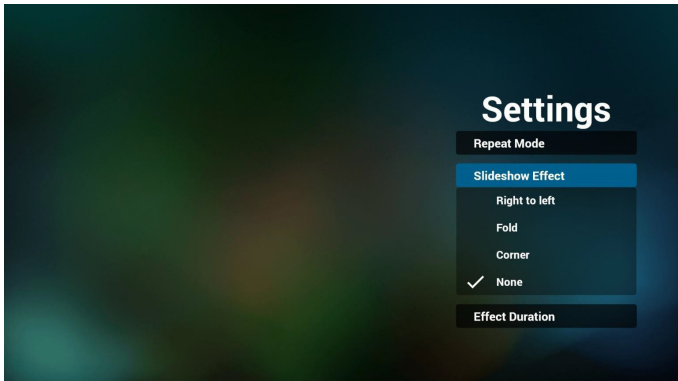 Settings
Repeat Mode
Slideshow Effect
Right to left
Fold
Corner
None
Effect Duration